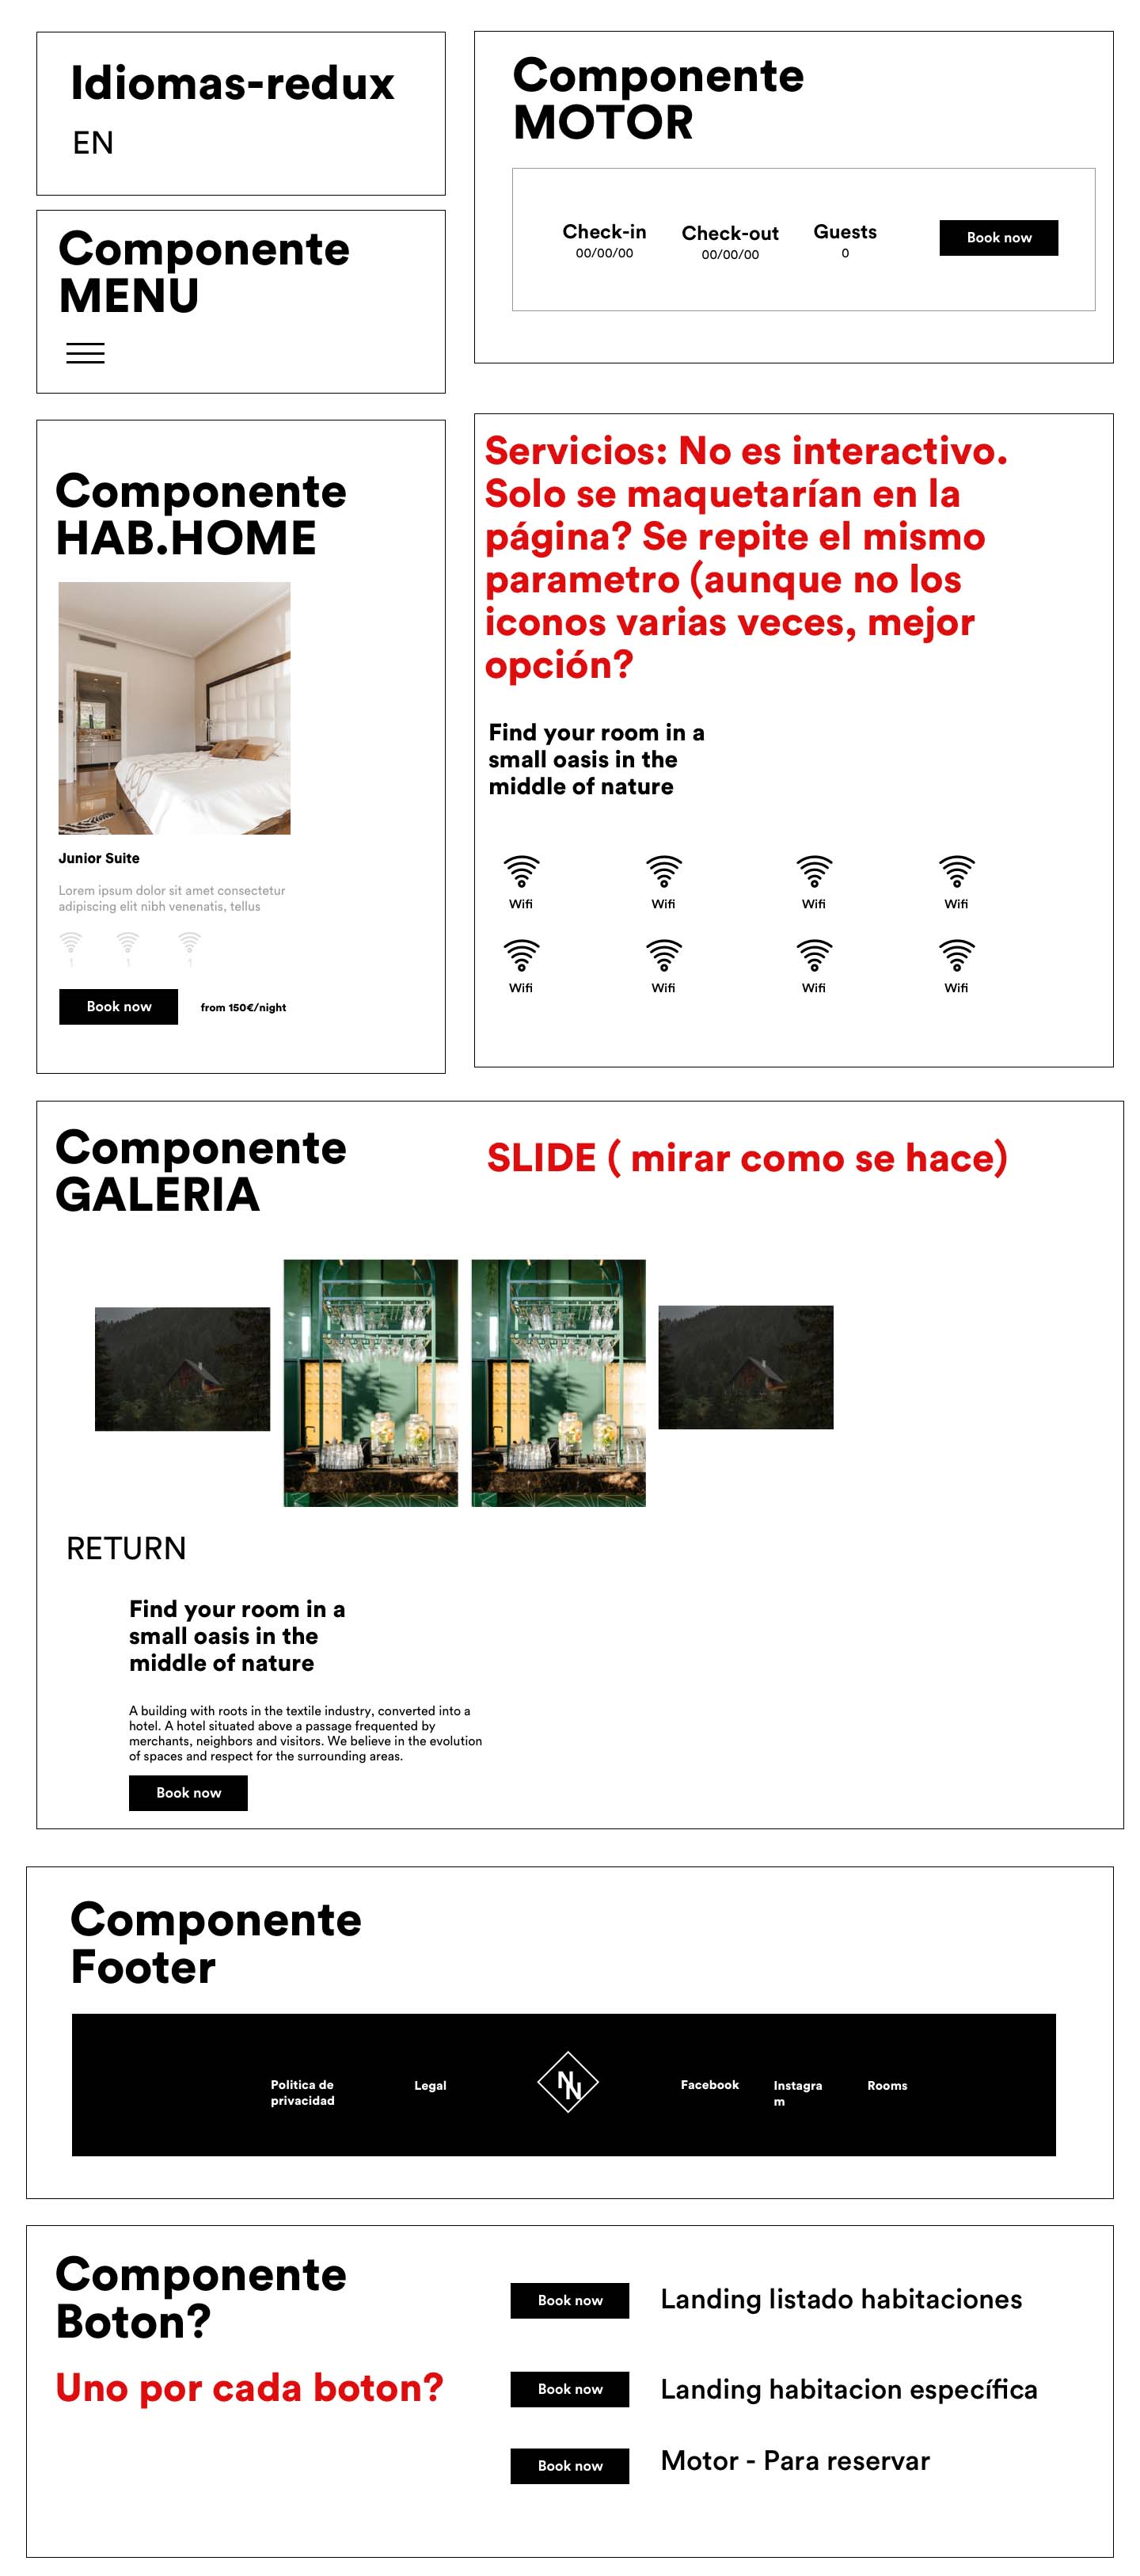 Idiomas-redux
EN
Componente
MENU
Componente
MOTOR
Check-in
00/00/00
Check-out
00/00/00
Guests
0
Book now
Componente
HAB.HOME
Junior Suite
Lorem ipsum dolor sit amet consectetur
adipiscing elit nibh venenatis, tellus
1 1 1
Book now
from 150€/night
Servicios: No es interactivo.
Solo se maquetarían en la
página? Se repite el mismo
parametro (aunque no los
iconos varias veces, mejor
opción?
Find your room in a
small oasis in the
middle of nature
Wifi Wifi Wifi Wifi
Wifi Wifi Wifi Wifi
Componente
GALERIA
SLIDE ( mirar como se hace)
RETURN
Find your room in a
small oasis in the
middle of nature
A building with roots in the textile industry, converted into a
hotel. A hotel situated above a passage frequented by
merchants, neighbors and visitors. We believe in the evolution
of spaces and respect for the surrounding areas.
Book now
Componente
Footer
Politica de
privacidad
Legal
NN
Facebook
Instagra
m
Rooms
Componente
Boton?
Uno por cada boton?
Book now
Landing listado habitaciones
Book now
Landing habitacion específica
Book now
Motor - Para reservar